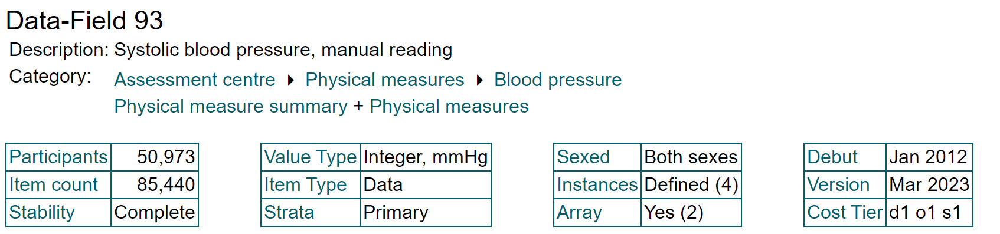 Data-Field 93
Description: Systolic blood pressure, manual reading
Category: Assessment centre ▸ Physical measures ▸ Blood pressure
Physical measure summary + Physical measures
Participants 50,973 Value Type Integer, mmHg Sexed Both sexes Debut Jan 2012
Item count 85,440 Item Type Data Instances Defined (4) Version Mar 2023
Stability Complete Strata Primary Array Yes (2) Cost Tier d1 o1 s1